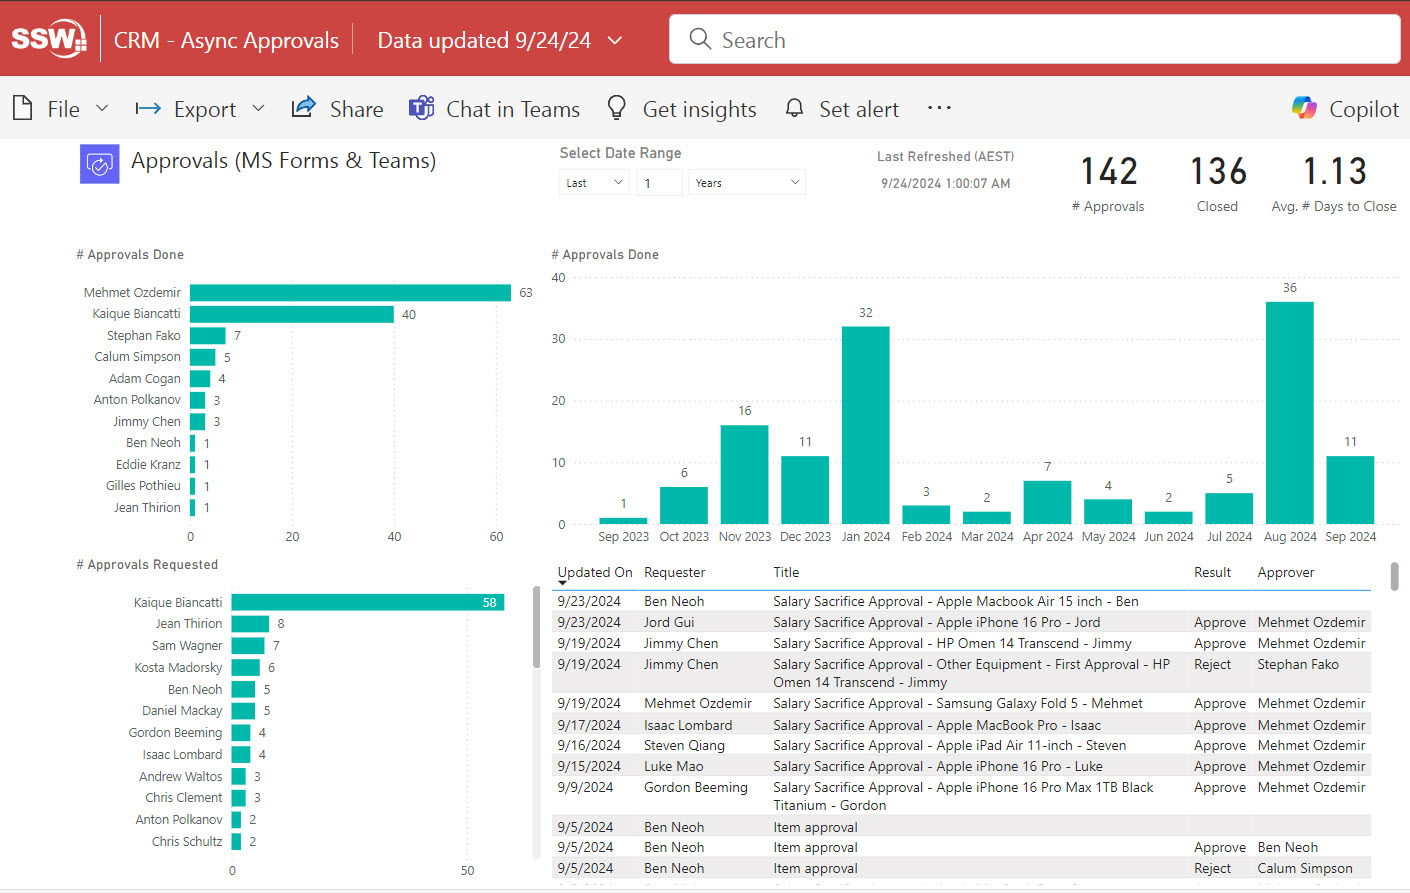 SSW
CRM - Async Approvals
Data updated 9/24/24
Search
File
Export
Share
Chat in Teams
Get insights
Set alert
Copilot
Approvals (MS Forms & Teams)
Select Date Range
Last
1
Years
Last Refreshed (AEST)
9/24/2024 1:00:07 AM
142
# Approvals
136
Closed
1.13
Avg. # Days to Close
# Approvals Done
Mehmet Ozdemir 63
Kaique Biancatti 40
Stephan Fako 7
Calum Simpson 5
Adam Cogan 4
Anton Polkanov 3
Jimmy Chen 3
Ben Neoh 1
Eddie Kranz 1
Gilles Pothieu 1
Jean Thirion 1
0 20 40 60
# Approvals Done
40
30
20
10
0
1 6 16 11 32 3 2 7 4 2 5 36 11
Sep 2023 Oct 2023 Nov 2023 Dec 2023 Jan 2024 Feb 2024 Mar 2024 Apr 2024 May 2024 Jun 2024 Jul 2024 Aug 2024 Sep 2024
# Approvals Requested
Kaique Biancatti 58
Jean Thirion 8
Sam Wagner 7
Kosta Madorsky 6
Ben Neoh 5
Daniel Mackay 5
Gordon Beeming 4
Isaac Lombard 4
Andrew Waltos 3
Chris Clement 3
Anton Polkanov 2
Chris Schultz 2
0 50
Updated On Requester Title Result Approver
9/23/2024 Ben Neoh Salary Sacrifice Approval - Apple Macbook Air 15 inch - Ben
9/23/2024 Jord Gui Salary Sacrifice Approval - Apple iPhone 16 Pro - Jord Approve Mehmet Ozdemir
9/19/2024 Jimmy Chen Salary Sacrifice Approval - HP Omen 14 Transcend - Jimmy Approve Mehmet Ozdemir
9/19/2024 Jimmy Chen Salary Sacrifice Approval - Other Equipment - First Approval - HP Reject Stephan Fako
Omen 14 Transcend - Jimmy
9/19/2024 Mehmet Ozdemir Salary Sacrifice Approval - Samsung Galaxy Fold 5 - Mehmet Approve Mehmet Ozdemir
9/17/2024 Isaac Lombard Salary Sacrifice Approval - Apple MacBook Pro - Isaac Approve Mehmet Ozdemir
9/16/2024 Steven Qiang Salary Sacrifice Approval - Apple iPad Air 11-inch - Steven Approve Mehmet Ozdemir
9/15/2024 Luke Mao Salary Sacrifice Approval - Apple iPhone 16 Pro - Luke Approve Mehmet Ozdemir
9/9/2024 Gordon Beeming Salary Sacrifice Approval - Apple iPhone 16 Pro Max 1TB Black Approve Mehmet Ozdemir
Titanium - Gordon
9/5/2024 Ben Neoh Item approval
9/5/2024 Ben Neoh Item approval Approve Ben Neoh
9/5/2024 Ben Neoh Item approval Reject Calum Simpson